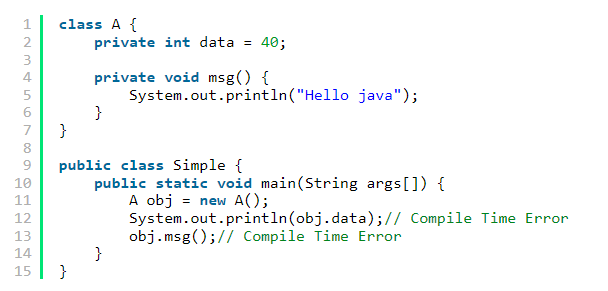 1 class A {
2     private int data = 40;
3
4     private void msg() {
5         System.out.println("Hello java");
6     }
7 }
8
9 public class Simple {
10     public static void main(String args[]) {
11         A obj = new A();
12         System.out.println(obj.data);// Compile Time Error
13         obj.msg();// Compile Time Error
14     }
15 }